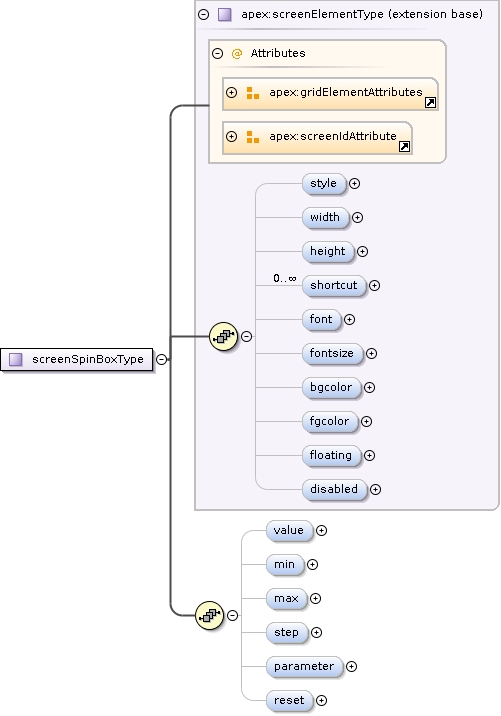 apex:screenElementType (extension base)
@ Attributes
apex:gridElementAttributes
apex:screenIdAttribute
style
width
height
0..∞
shortcut
font
fontsize
bgcolor
fgcolor
floating
disabled
screenSpinBoxType
value
min
max
step
parameter
reset